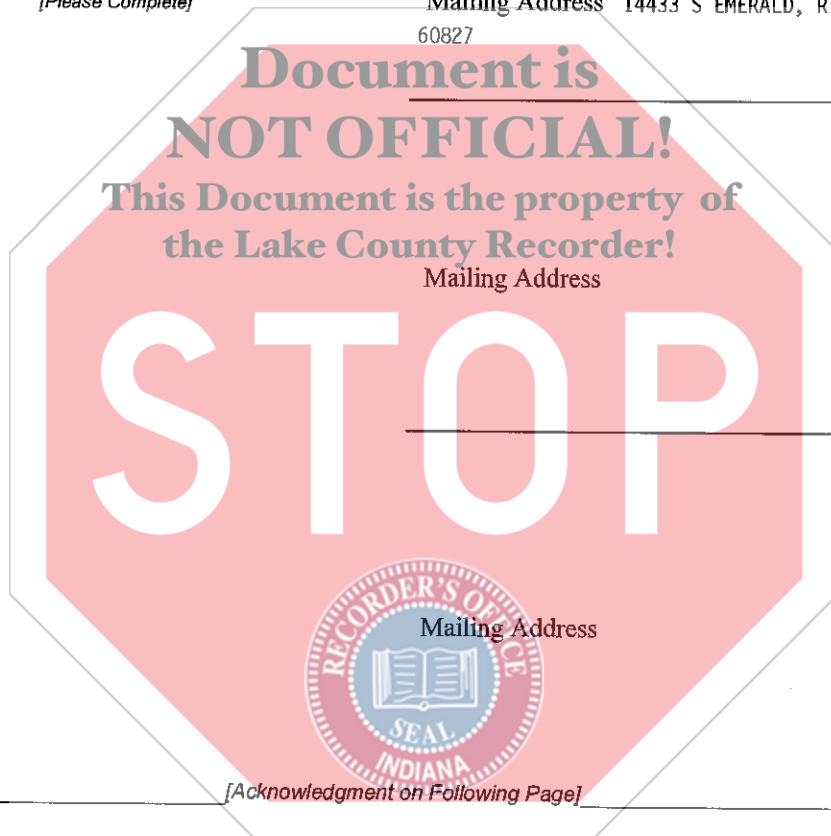 [Please Complete]
Mailing Address 14433 S EMERALD, R
60827
Document is
NOT OFFICIAL!
This Document is the property of
the Lake County Recorder!
Mailing Address
STOP
Mailing Address
RECORDER'S OFFICE
SEAL
INDIANA
[Acknowledgment on Following Page]